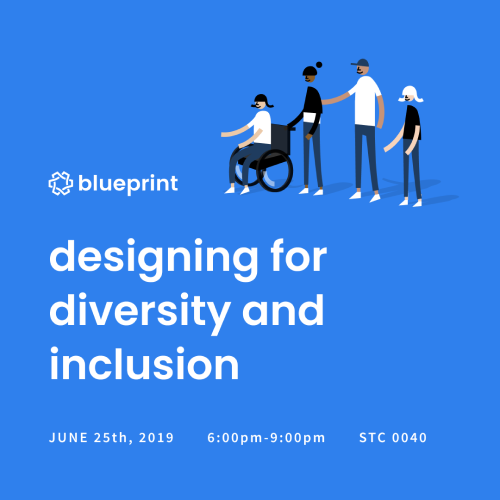 blueprint
designing for
diversity and
inclusion
JUNE 25th, 2019 6:00pm-9:00pm STC 0040